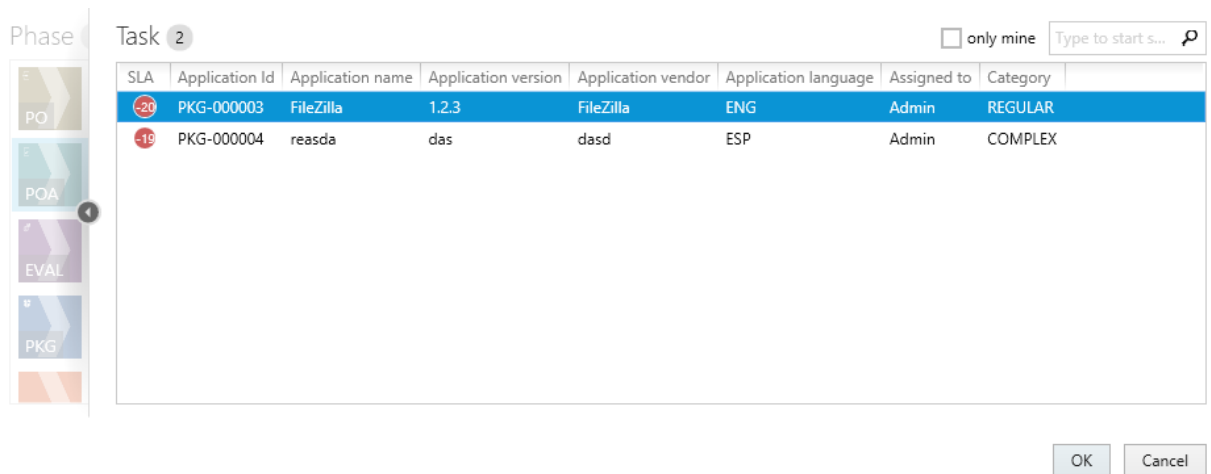 Phase
PO
POA
EVAL
PKG
Task 2
only mine
Type to start s...
SLA Application Id Application name Application version Application vendor Application language Assigned to Category
-20 PKG-000003 FileZilla 1.2.3 FileZilla ENG Admin REGULAR
-19 PKG-000004 reasda das dasd ESP Admin COMPLEX
OK Cancel